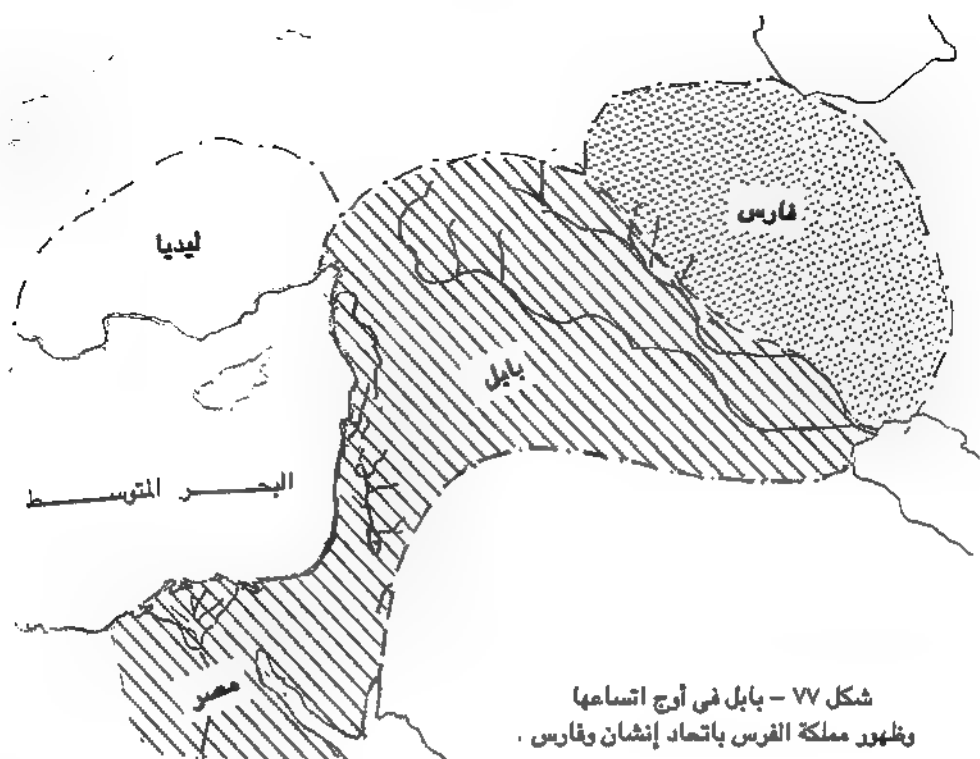 فارس
ليديا
بابل
البحر المتوسط
مصر
شكل ٧٧ – بابل في أوج اتساعها
وظهور مملكة الفرس باتحاد إنشان وفارس .